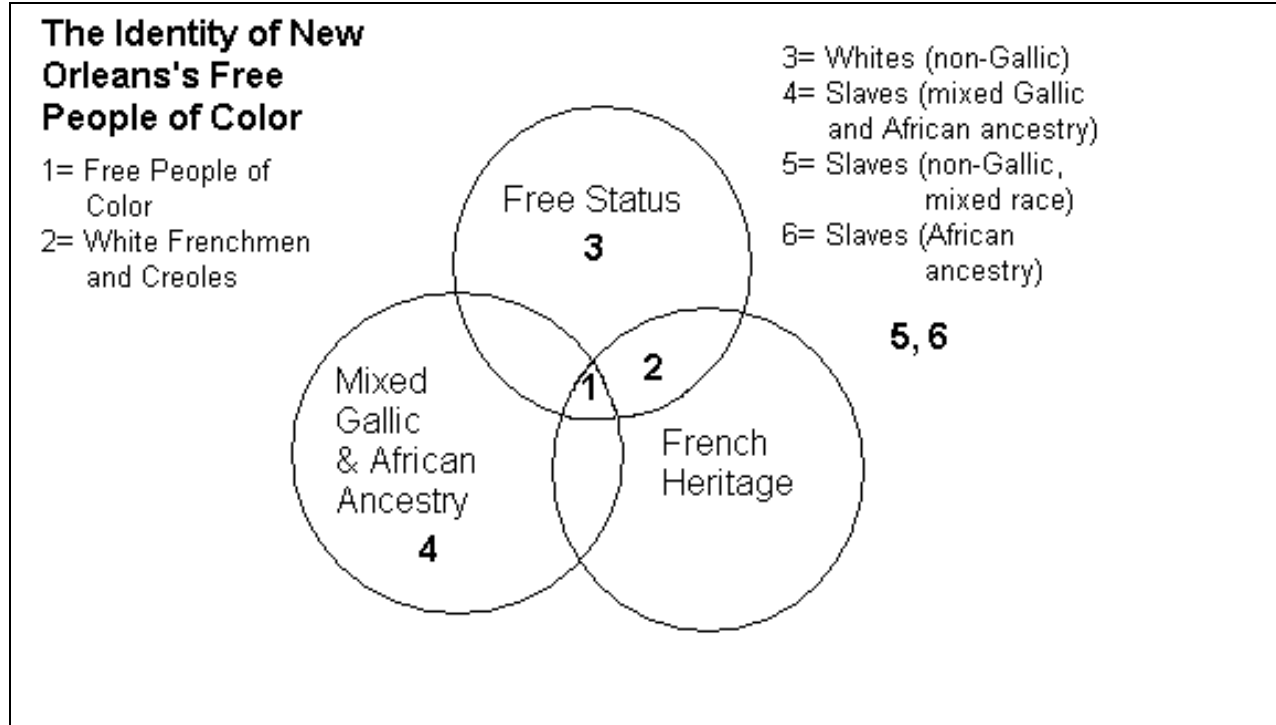 The Identity of New
Orleans's Free
People of Color
1= Free People of
Color
2= White Frenchmen
and Creoles
3= Whites (non-Gallic)
4= Slaves (mixed Gallic
and African ancestry)
5= Slaves (non-Gallic,
mixed race)
6= Slaves (African
ancestry)
Free Status
3
5, 6
2
1
Mixed
Gallic
& African
Ancestry
4
French
Heritage